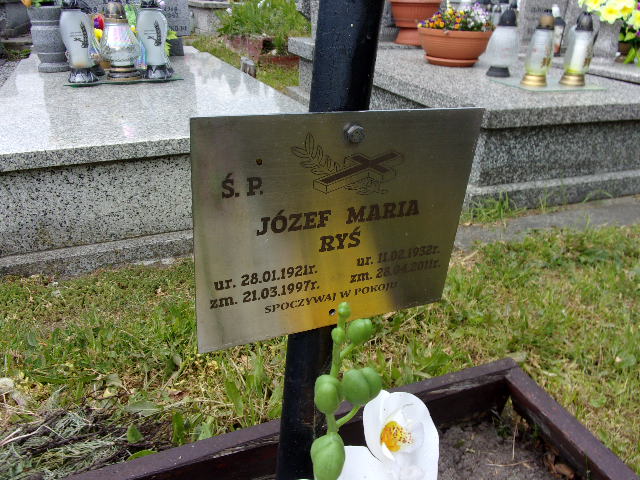 Ś. P.
JÓZEF MARIA
RYŚ
ur. 28.01.1921r. ur. 11.02.1932r.
zm. 21.03.1997r. zm. 28.04.2011r.
SPOCZYWAJ W POKOJU